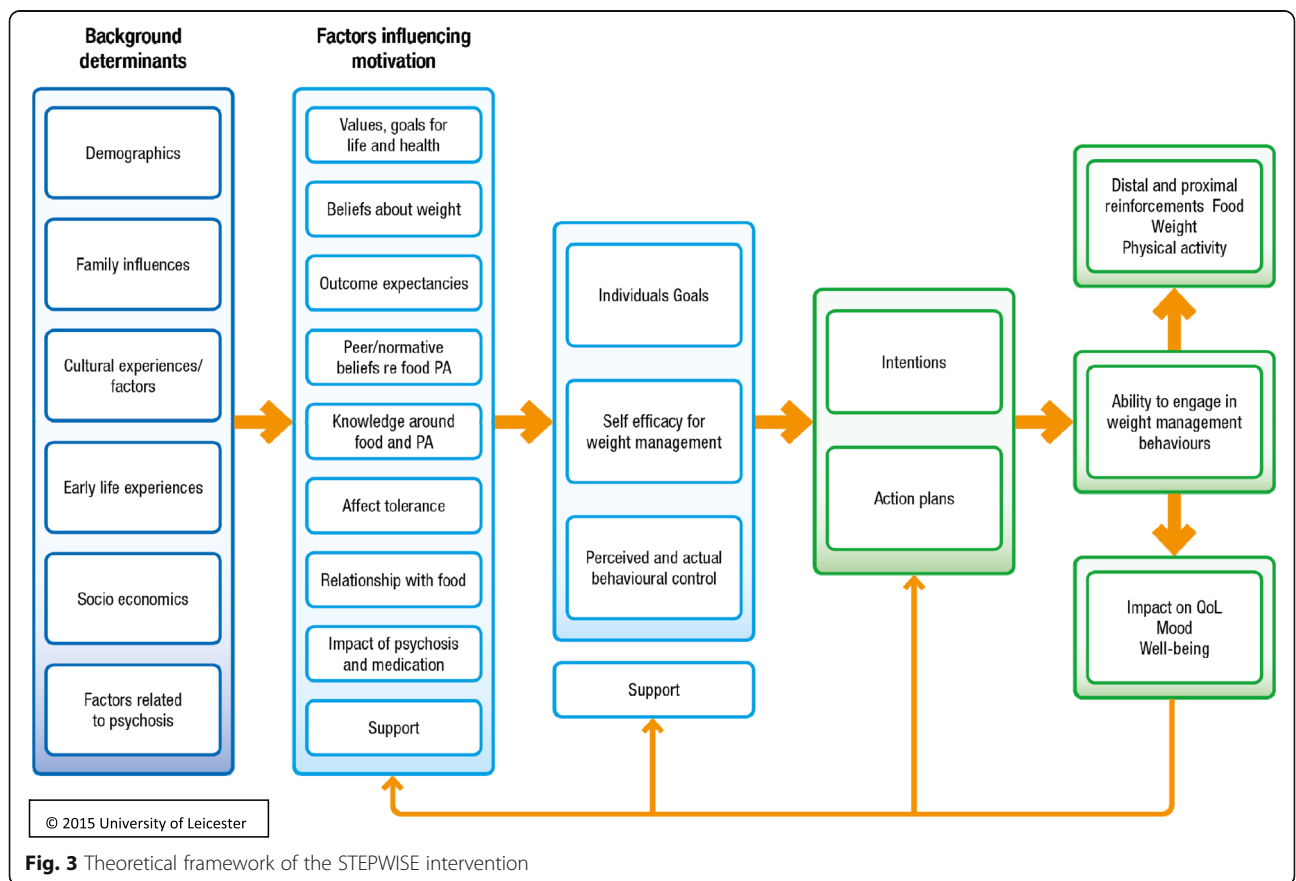 Background
determinants
Demographics
Family influences
Cultural experiences/
factors
Early life experiences
Socio economics
Factors related
to psychosis
Factors influencing
motivation
Values, goals for
life and health
Beliefs about weight
Outcome expectancies
Peer/normative
beliefs re food PA
Knowledge around
food and PA
Affect tolerance
Relationship with food
Impact of psychosis
and medication
Support
Individuals Goals
Self efficacy for
weight management
Perceived and actual
behavioural control
Support
Intentions
Action plans
Distal and proximal
reinforcements Food
Weight
Physical activity
Ability to engage in
weight management
behaviours
Impact on QoL
Mood
Well-being
© 2015 University of Leicester
Fig. 3 Theoretical framework of the STEPWISE intervention